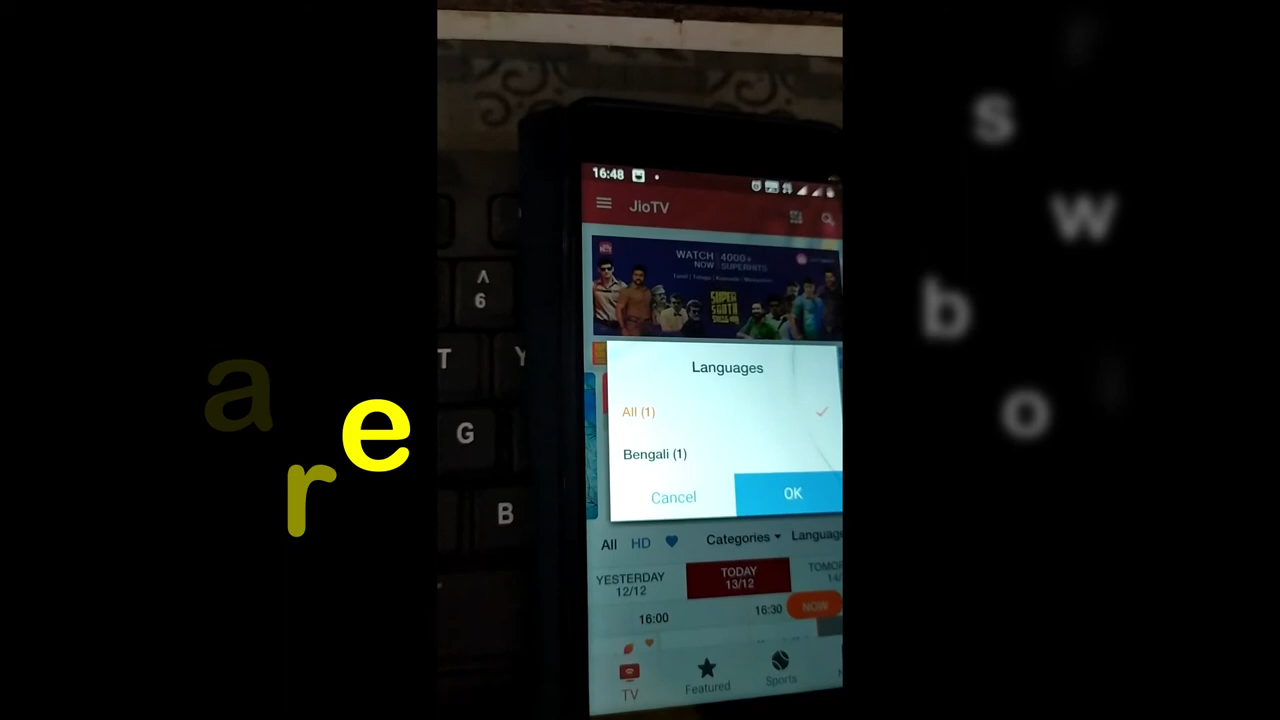 a
r
e
s
w
b
o
^
6
T Y
G
B
16:48
JioTV
WATCH NOW
4000+ SUPERHITS
Languages
All (1)
Bengali (1)
Cancel
OK
All HD Categories
YESTERDAY
12/12
TODAY
13/12
16:00
16:30
NOW
TV
Featured
Sports